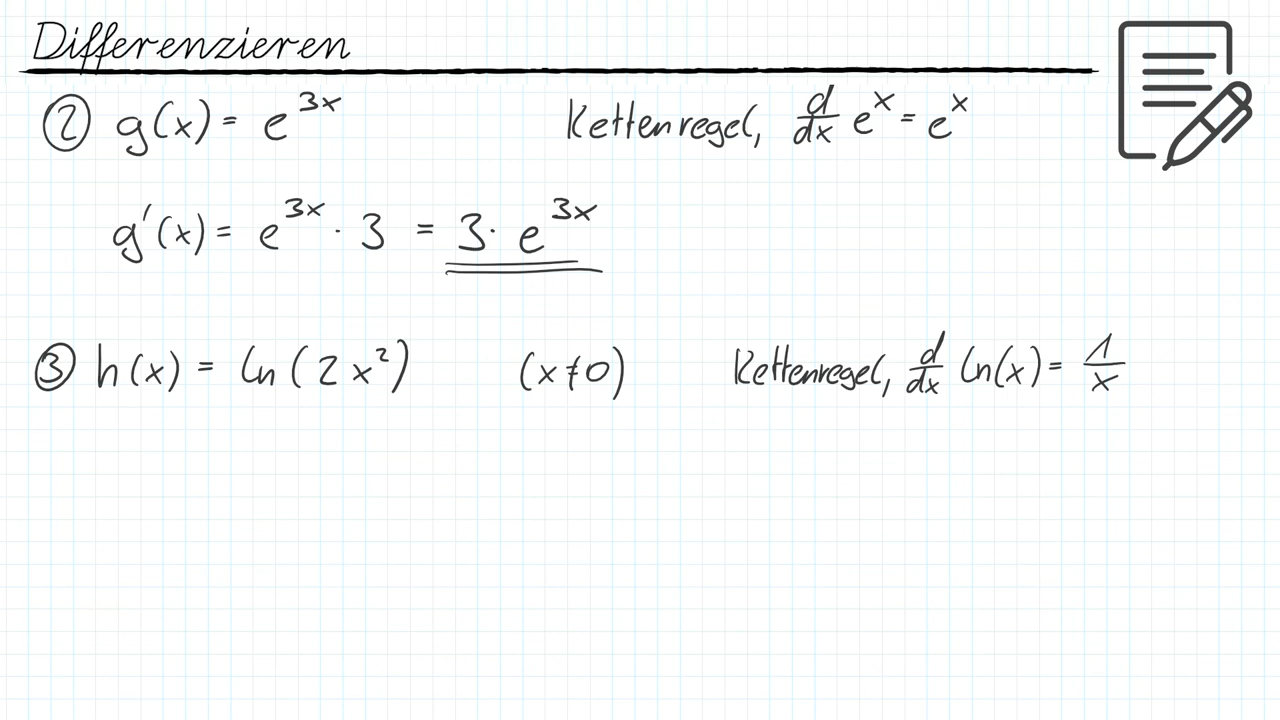 Differenzieren
② g(x) = e^{3x} Kettenregel, d/dx e^x = e^x
g'(x) = e^{3x} · 3 = 3 · e^{3x}
③ h(x) = ln(2x²) (x≠0) Kettenregel, d/dx ln(x) = 1/x